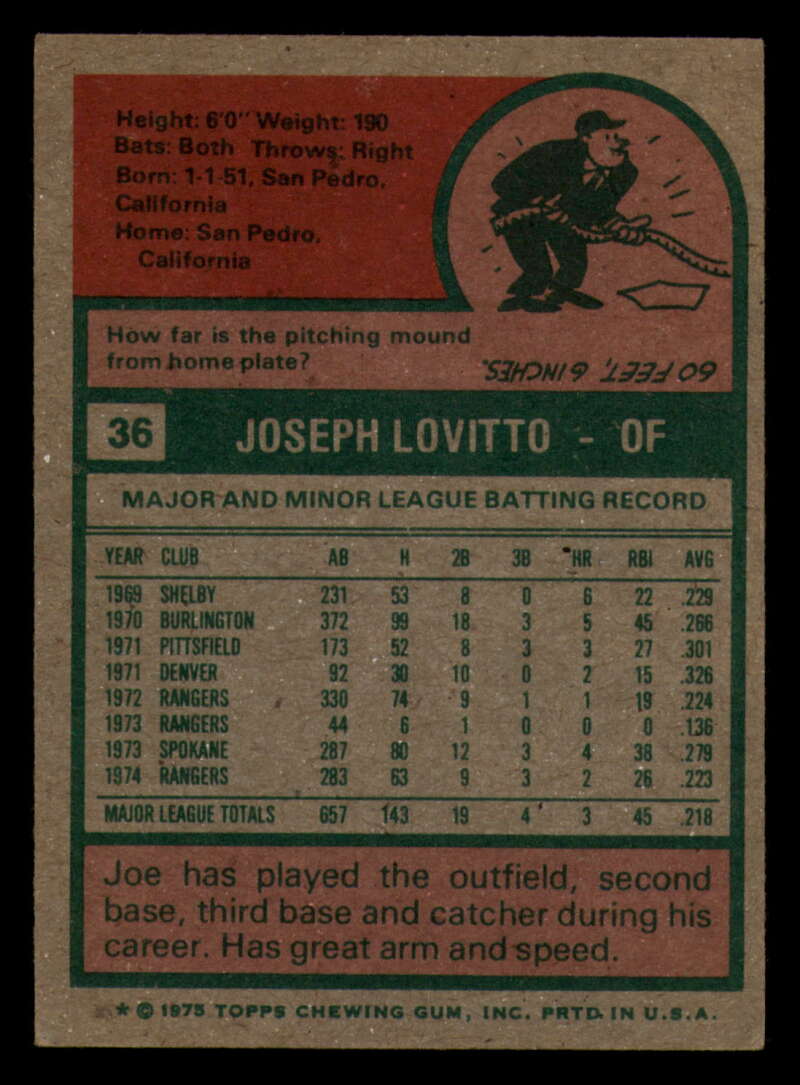 Height: 6'0" Weight: 190
Bats: Both Throws: Right
Born: 1-1-51, San Pedro,
California
Home: San Pedro,
California
How far is the pitching mound
from home plate?
60 FEET, 6 INCHES.
36 JOSEPH LOVITTO - OF
MAJOR AND MINOR LEAGUE BATTING RECORD
YEAR CLUB AB H 2B 3B HR RBI AVG
1969 SHELBY 231 53 8 0 6 22 .229
1970 BURLINGTON 372 99 18 3 5 45 .266
1971 PITTSFIELD 173 52 8 3 3 27 .301
1971 DENVER 92 30 10 0 2 15 .326
1972 RANGERS 330 74 9 1 1 19 .224
1973 RANGERS 44 6 1 0 0 0 .136
1973 SPOKANE 287 80 12 3 4 38 .279
1974 RANGERS 283 63 9 3 2 26 .223
MAJOR LEAGUE TOTALS 657 143 19 4 3 45 .218
Joe has played the outfield, second
base, third base and catcher during his
career. Has great arm and speed.
* © 1975 TOPPS CHEWING GUM, INC. PRTD. IN U.S.A.